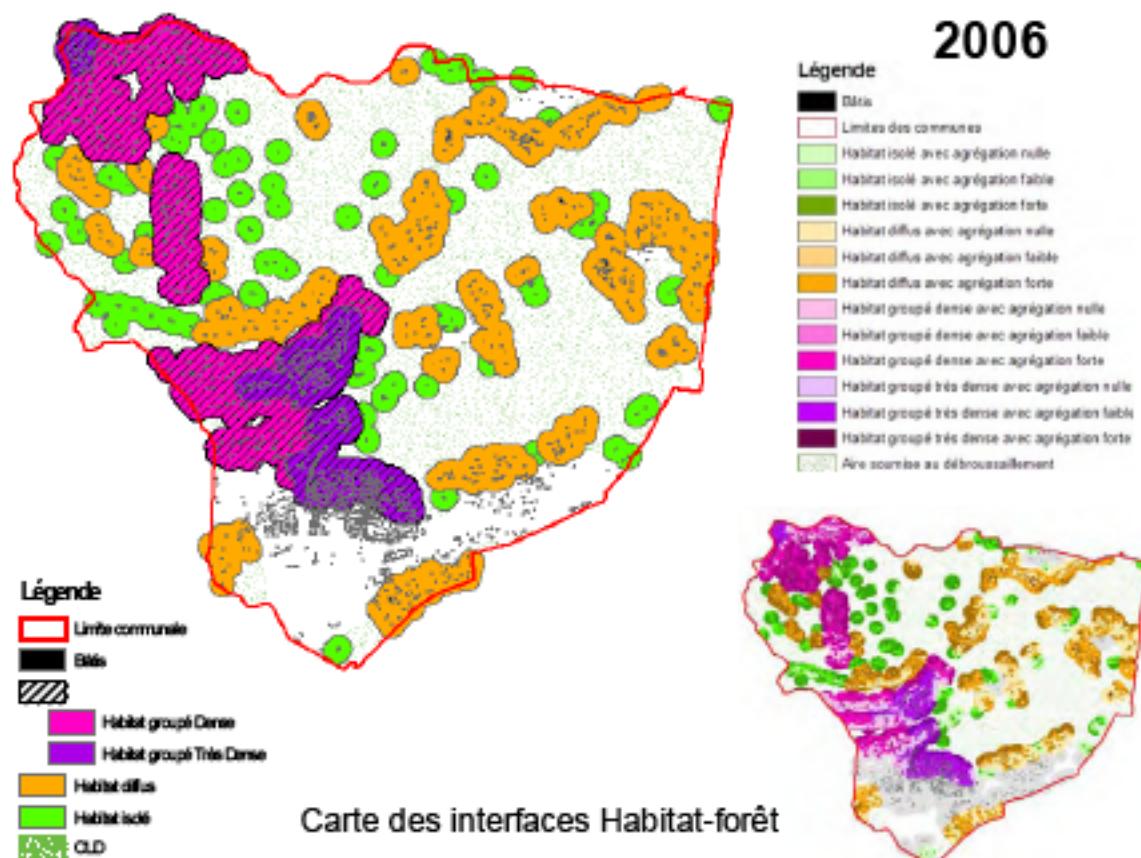 2006
Légende
Bâtis
Limites des communes
Habitat isolé avec agrégation nulle
Habitat isolé avec agrégation faible
Habitat isolé avec agrégation forte
Habitat diffus avec agrégation nulle
Habitat diffus avec agrégation faible
Habitat diffus avec agrégation forte
Habitat groupé dense avec agrégation nulle
Habitat groupé dense avec agrégation faible
Habitat groupé dense avec agrégation forte
Habitat groupé très dense avec agrégation nulle
Habitat groupé très dense avec agrégation faible
Habitat groupé très dense avec agrégation forte
Aire soumise au débroussaillement
Légende
Limite communale
Bâtis
Habitat groupé Dense
Habitat groupé Très Dense
Habitat diffus
Habitat isolé
OLD
Carte des interfaces Habitat-forêt